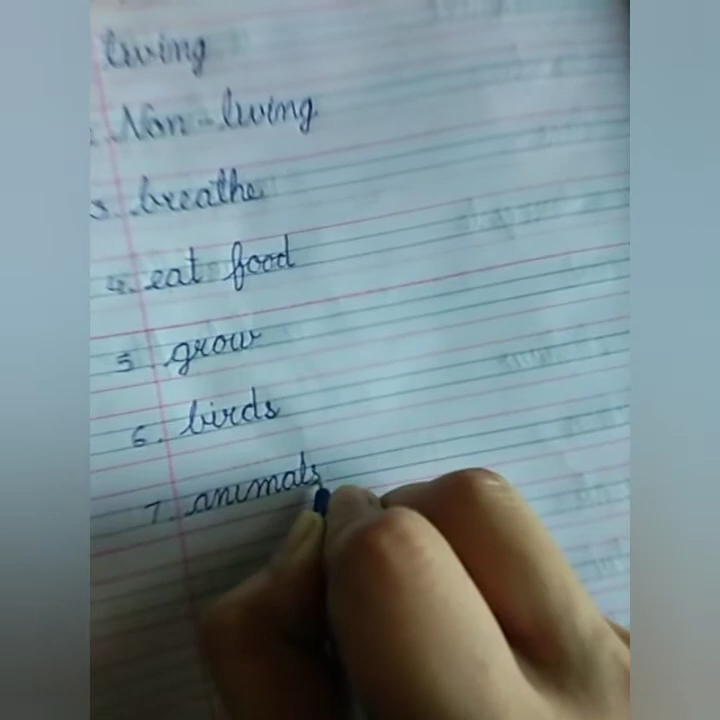 living
. Non-living
3. breathe
4. eat food
5. grow
6. birds
7. animals